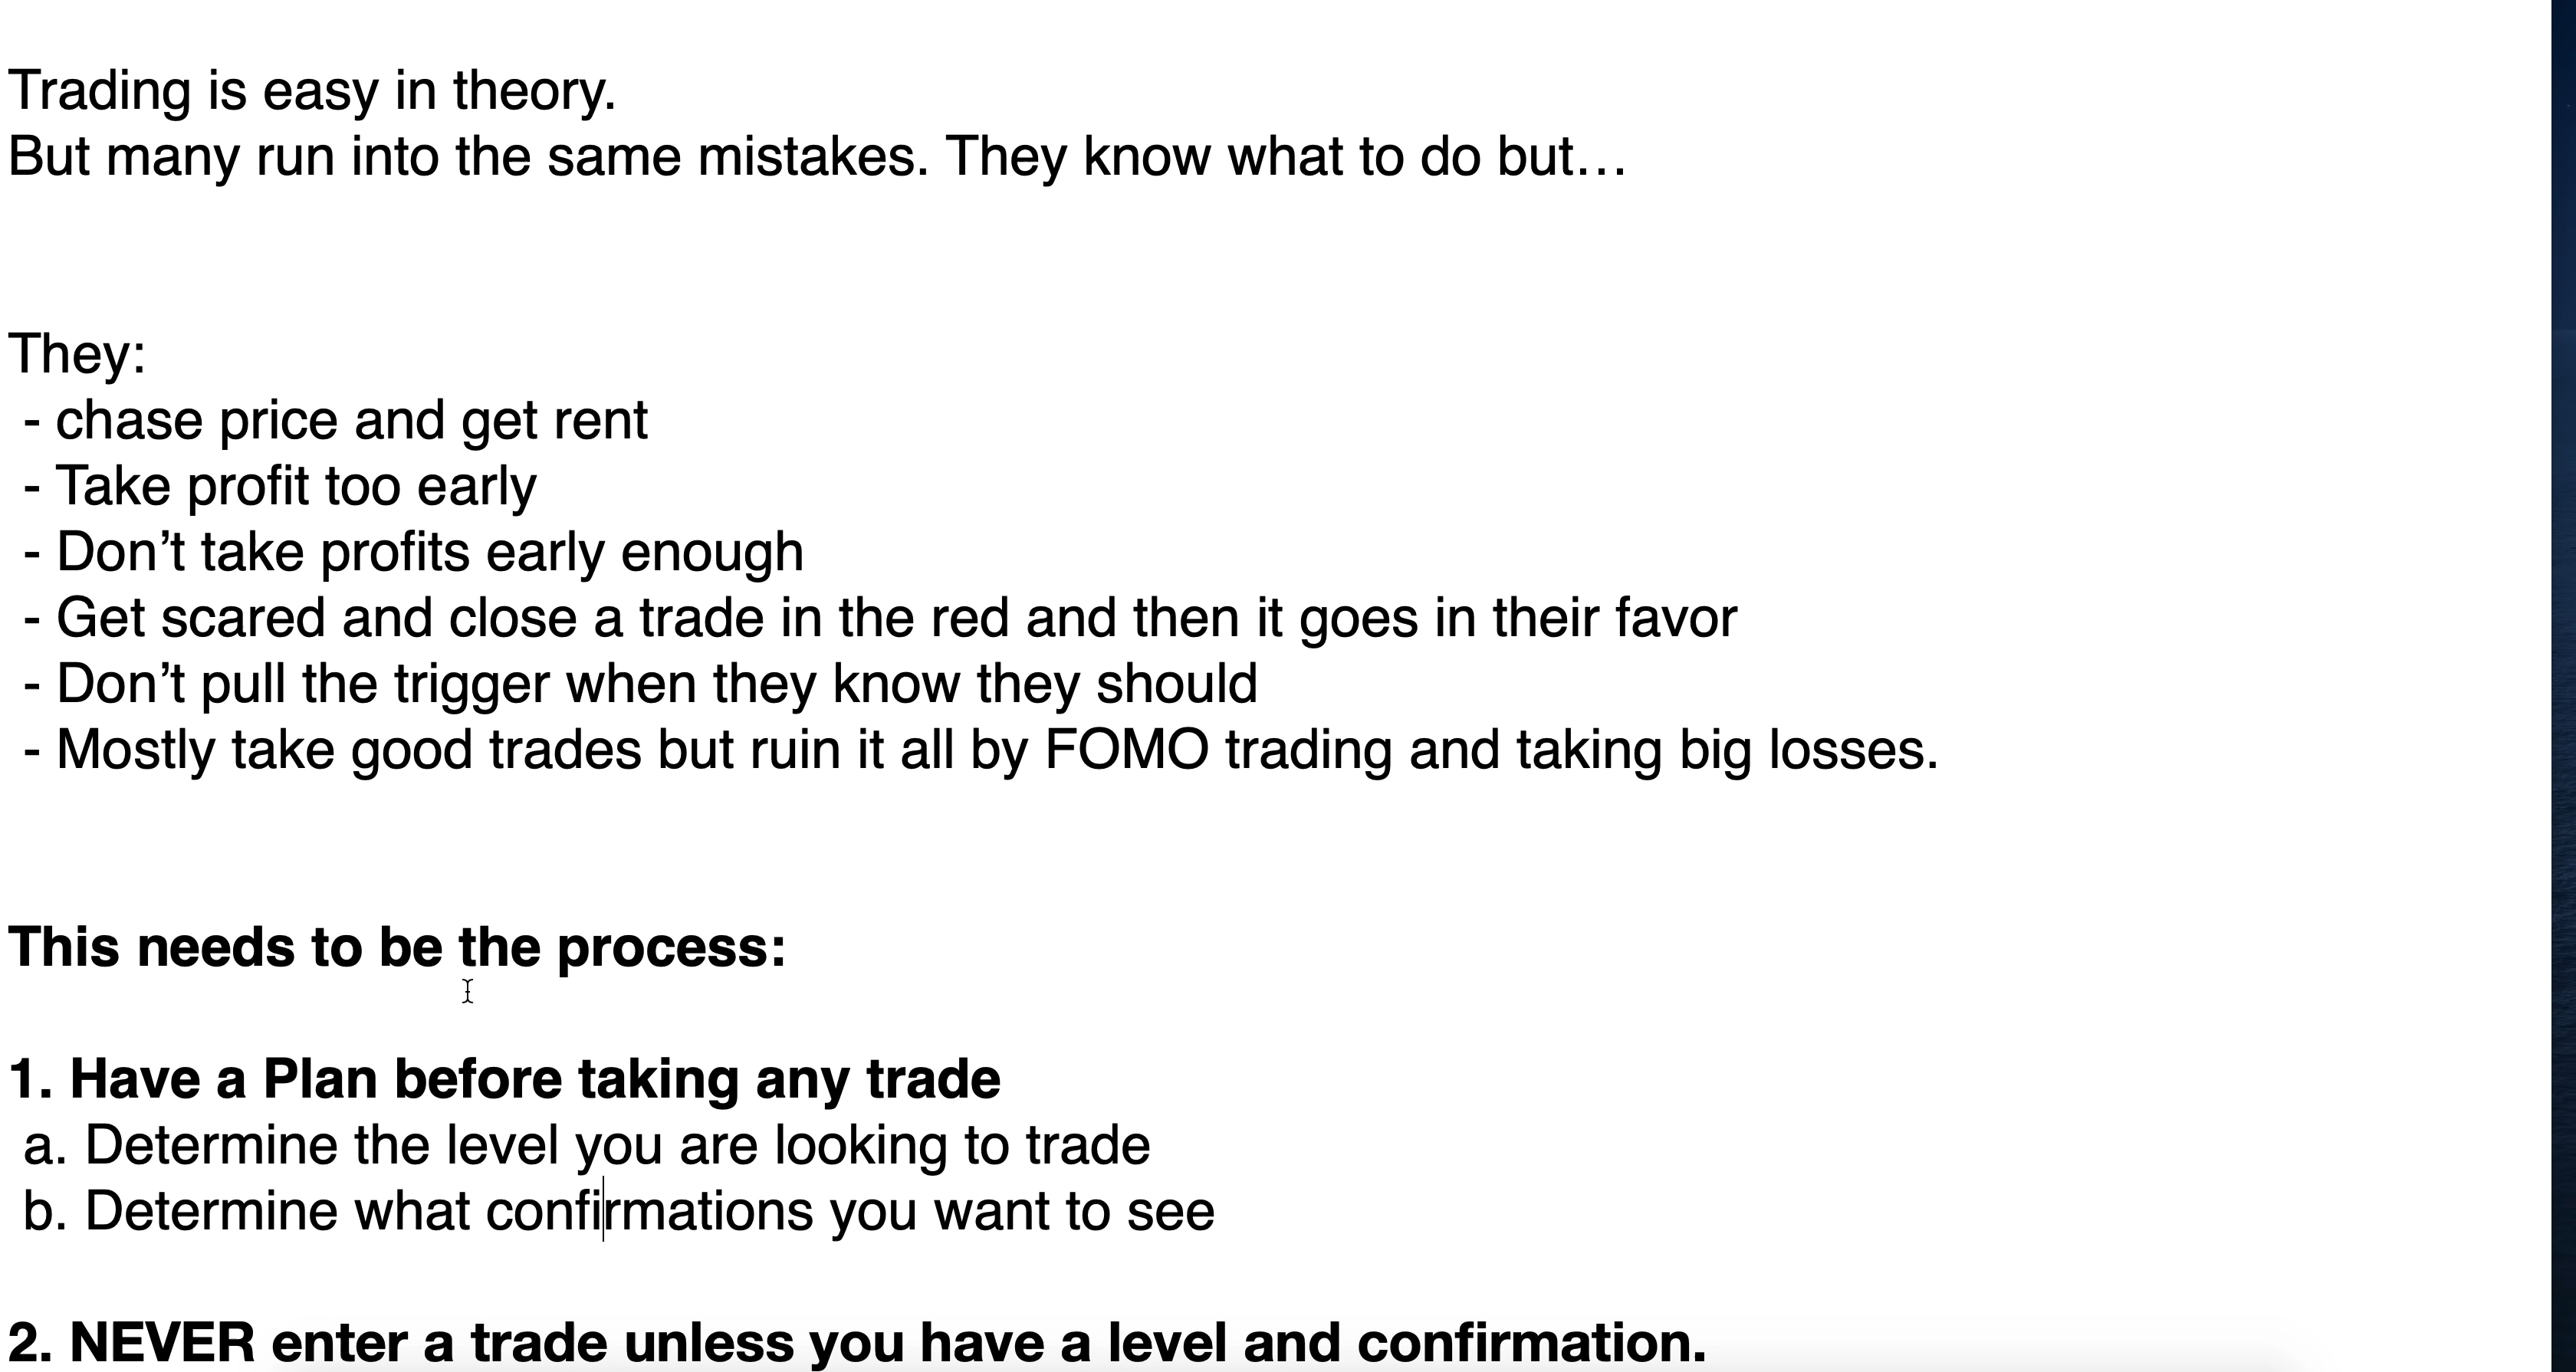 Trading is easy in theory.
But many run into the same mistakes. They know what to do but…
They:
- chase price and get rent
- Take profit too early
- Don’t take profits early enough
- Get scared and close a trade in the red and then it goes in their favor
- Don’t pull the trigger when they know they should
- Mostly take good trades but ruin it all by FOMO trading and taking big losses.
This needs to be the process:
1. Have a Plan before taking any trade
a. Determine the level you are looking to trade
b. Determine what confirmations you want to see
2. NEVER enter a trade unless you have a level and confirmation.